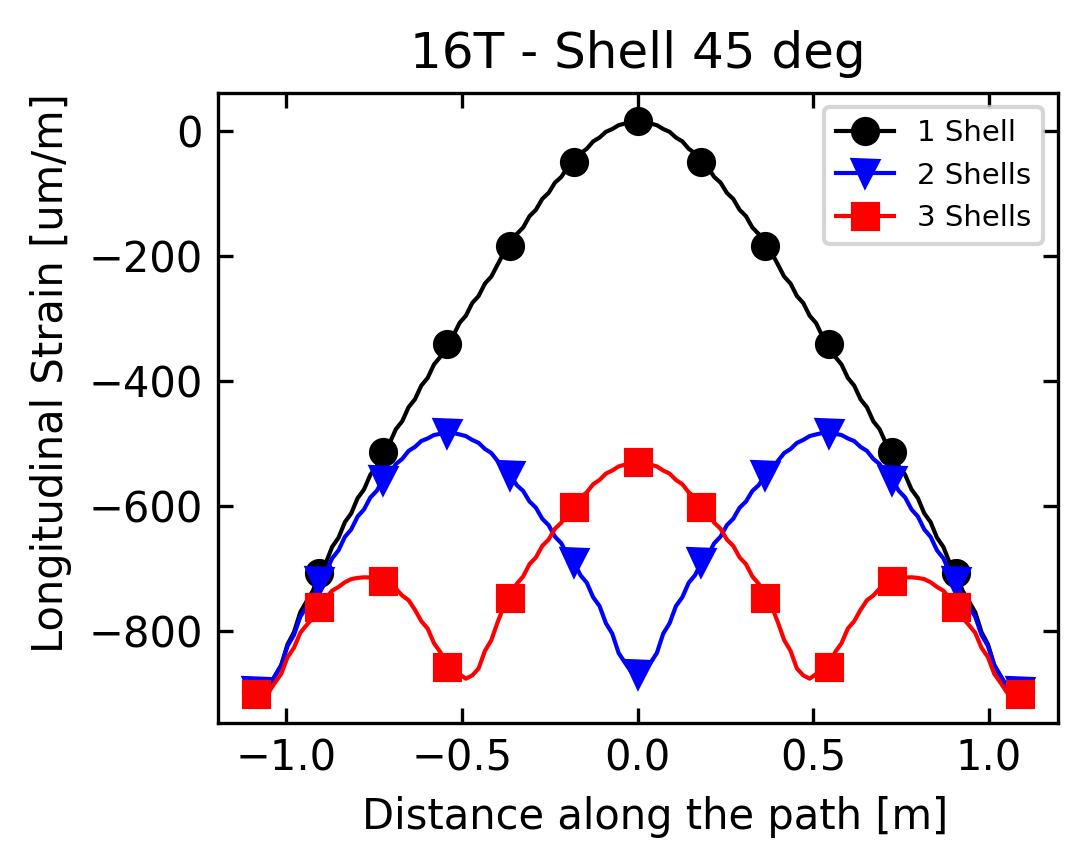 16T - Shell 45 deg
Longitudinal Strain [um/m]
0
−200
−400
−600
−800
1 Shell
2 Shells
3 Shells
−1.0 −0.5 0.0 0.5 1.0
Distance along the path [m]